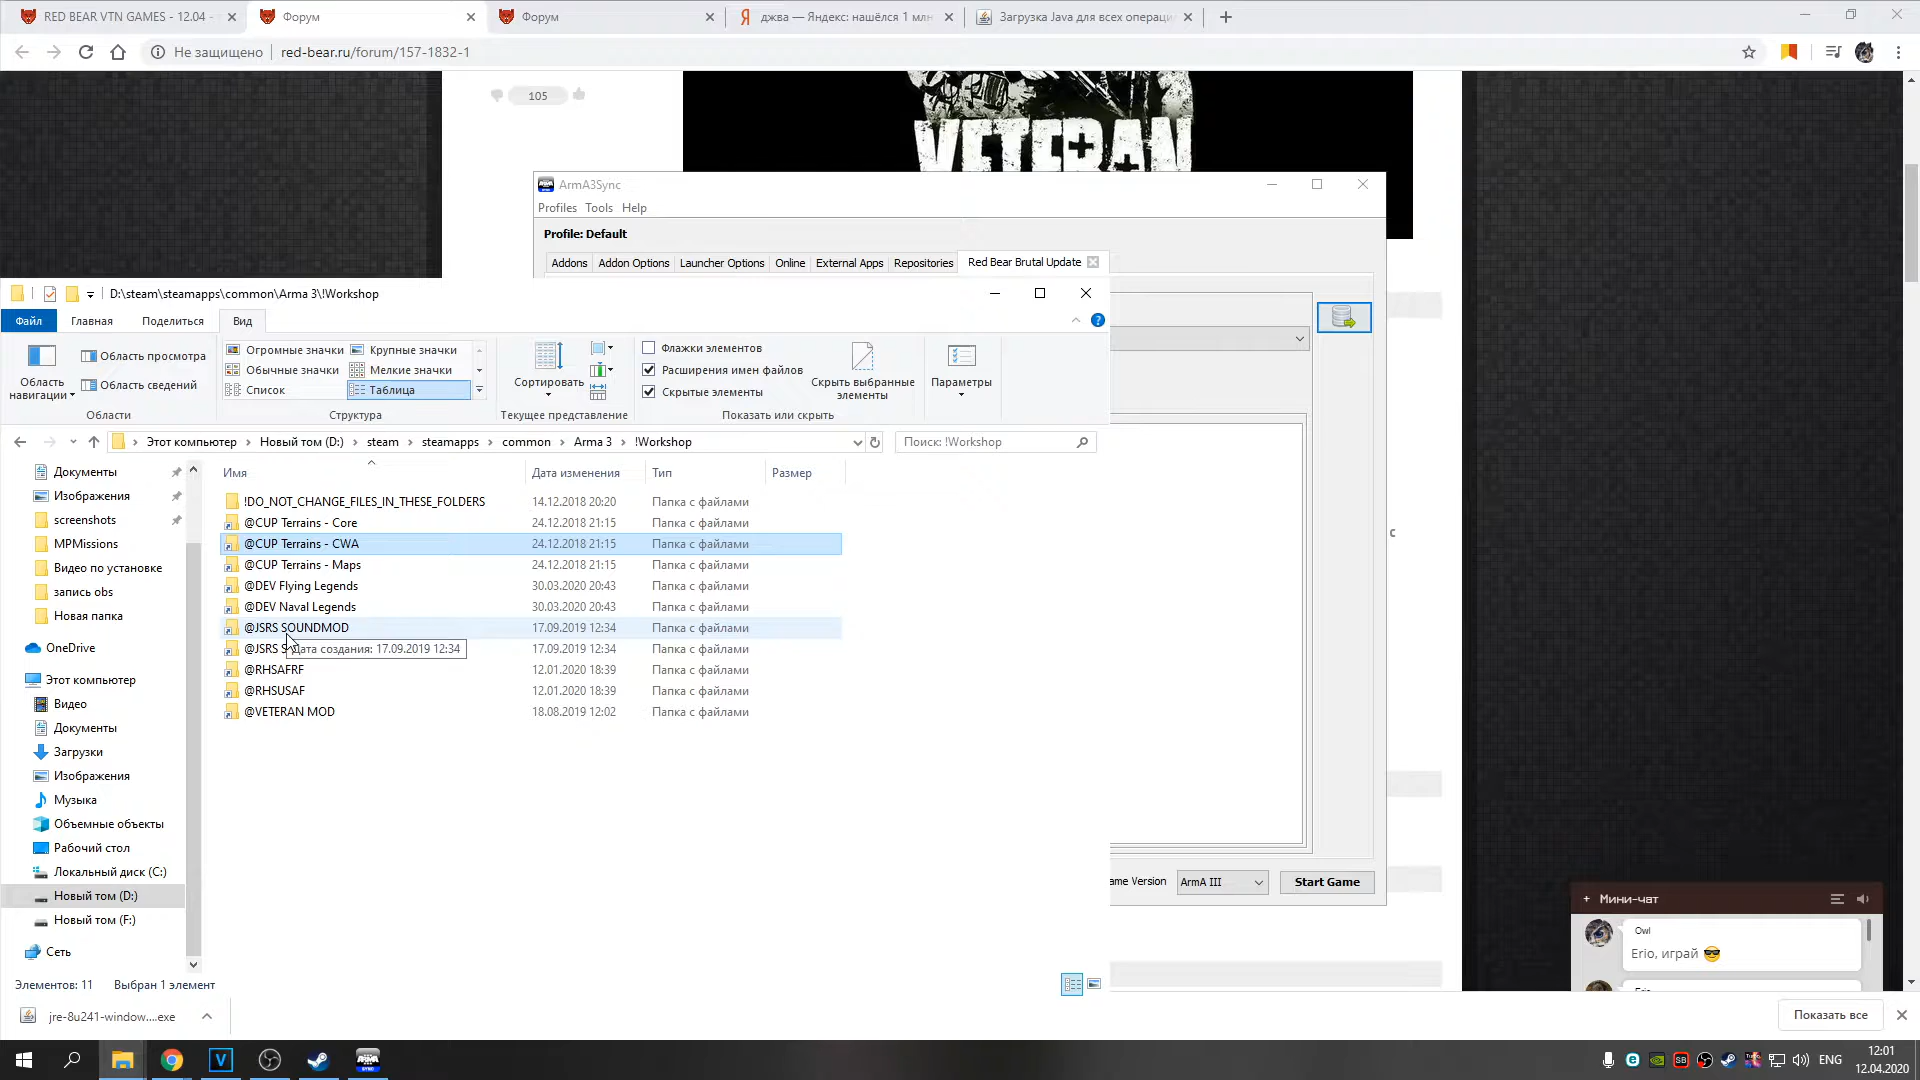 RED BEAR VTN GAMES - 12.04 -
Форум
Форум
джва — Яндекс: нашёлся 1 млн
Загрузка Java для всех операци
Не защищено
red-bear.ru/forum/157-1832-1
105
VETERAN
ArmA3Sync
Profiles Tools Help
Profile: Default
Addons Addon Options Launcher Options Online External Apps Repositories Red Bear Brutal Update
D:\steam\steamapps\common\Arma 3\!Workshop
Файл Главная Поделиться Вид
Область навигации
Область просмотра
Область сведений
Области
Огромные значки Крупные значки
Обычные значки Мелкие значки
Список Таблица
Структура
Сортировать
Текущее представление
Флажки элементов
Расширения имен файлов
Скрытые элементы
Скрыть выбранные элементы
Показать или скрыть
Параметры
Этот компьютер Новый том (D:) steam steamapps common Arma 3 !Workshop
Поиск: !Workshop
Документы
Изображения
screenshots
MPMissions
Видео по установке
запись obs
Новая папка
OneDrive
Этот компьютер
Видео
Документы
Загрузки
Изображения
Музыка
Объемные объекты
Рабочий стол
Локальный диск (C:)
Новый том (D:)
Новый том (F:)
Сеть
Имя Дата изменения Тип Размер
!DO_NOT_CHANGE_FILES_IN_THESE_FOLDERS 14.12.2018 20:20 Папка с файлами
@CUP Terrains - Core 24.12.2018 21:15 Папка с файлами
@CUP Terrains - CWA 24.12.2018 21:15 Папка с файлами
@CUP Terrains - Maps 24.12.2018 21:15 Папка с файлами
@DEV Flying Legends 30.03.2020 20:43 Папка с файлами
@DEV Naval Legends 30.03.2020 20:43 Папка с файлами
@JSRS SOUNDMOD 17.09.2019 12:34 Папка с файлами
@JSRS S 17.09.2019 12:34 Папка с файлами
Дата создания: 17.09.2019 12:34
@RHSAFRF 12.01.2020 18:39 Папка с файлами
@RHSUSAF 12.01.2020 18:39 Папка с файлами
@VETERAN MOD 18.08.2019 12:02 Папка с файлами
с
ame Version ArmA III Start Game
Элементов: 11 Выбран 1 элемент
+ Мини-чат
Owl
Erio, играй
jre-8u241-window....exe
Показать все
ENG
12:01
12.04.2020